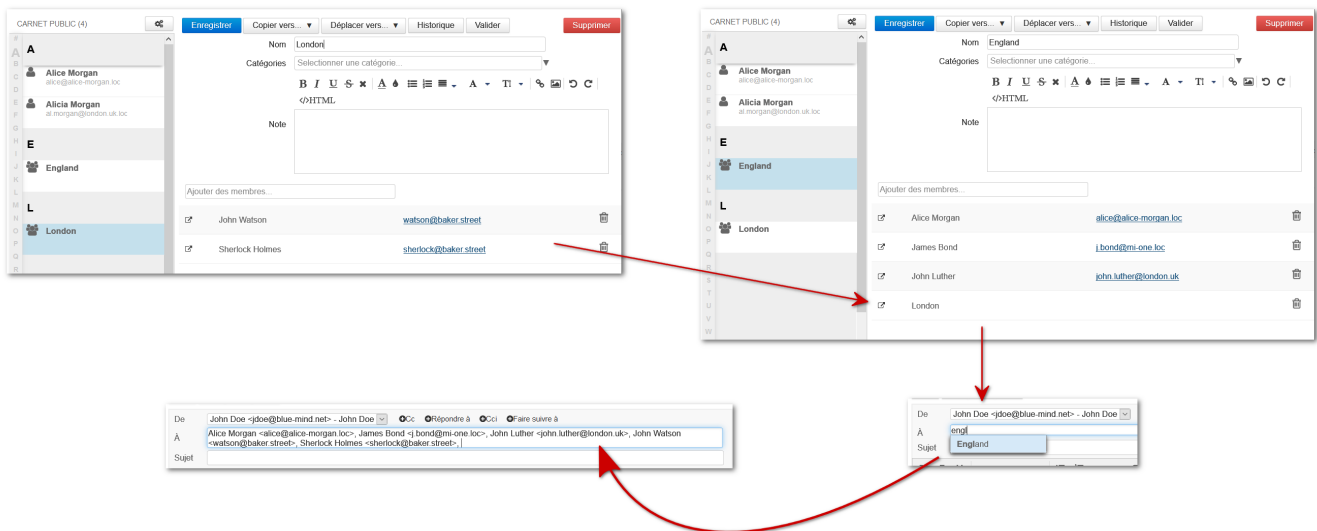 CARNET PUBLIC (4)
Enregistrer Copier vers... ▼ Déplacer vers... ▼ Historique Valider Supprimer
#
A
B
C
D
E
F
G
H
I
J
K
L
M
N
O
P
Q
R
A
Alice Morgan
alice@alice-morgan.loc
Alicia Morgan
al.morgan@london.uk.loc
E
England
L
London
Nom London
Catégories Selectionner une catégorie...
B I U S A A T!
</>HTML
Note
Ajouter des membres...
John Watson watson@baker.street
Sherlock Holmes sherlock@baker.street
CARNET PUBLIC (4)
Enregistrer Copier vers... ▼ Déplacer vers... ▼ Historique Valider Supprimer
#
A
B
C
D
E
F
G
H
I
J
K
L
M
N
O
P
Q
R
S
T
U
V
W
A
Alice Morgan
alice@alice-morgan.loc
Alicia Morgan
al.morgan@london.uk.loc
E
England
L
London
Nom England
Catégories Selectionner une catégorie...
B I U S A A T!
</>HTML
Note
Ajouter des membres...
Alice Morgan alice@alice-morgan.loc
James Bond j.bond@mi-one.loc
John Luther john.luther@london.uk
London
De John Doe <jdoe@blue-mind.net> - John Doe Cc Répondre à Cci Faire suivre à
À Alice Morgan <alice@alice-morgan.loc>, James Bond <j.bond@mi-one.loc>, John Luther <john.luther@london.uk>, John Watson
<watson@baker.street>, Sherlock Holmes <sherlock@baker.street>,
Sujet
De John Doe <jdoe@blue-mind.net> - John Doe
À engl
Sujet England